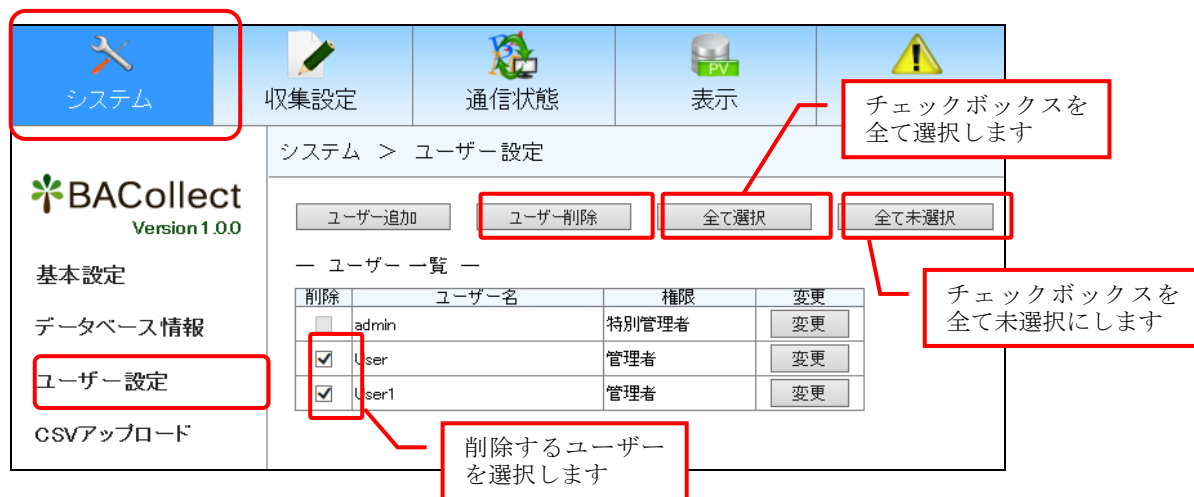 システム
収集設定
通信状態
PV
表示
チェックボックスを
全て選択します
システム ＞ ユーザー設定
BACollect
Version 1.0.0
ユーザー追加
ユーザー削除
全て選択
全て未選択
基本設定
データベース情報
ユーザー設定
CSVアップロード
― ユーザー 一覧 ―
削除 ユーザー名 権限 変更
admin 特別管理者 変更
User 管理者 変更
User1 管理者 変更
チェックボックスを
全て未選択にします
削除するユーザー
を選択します